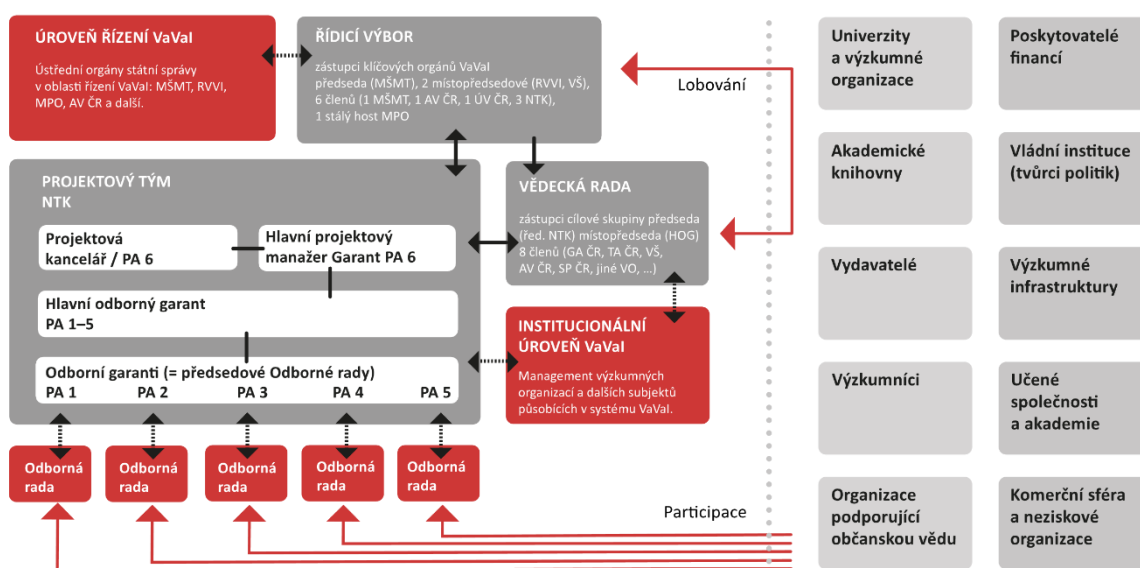 ÚROVEŇ ŘÍZENÍ VaVaI
Ústřední orgány státní správy
v oblasti řízení VaVaI: MŠMT, RVVI,
MPO, AV ČR a další.
ŘÍDICÍ VÝBOR
zástupci klíčových orgánů VaVaI
předseda (MŠMT), 2 místopředsedové (RVVI, VŠ),
6 členů (1 MŠMT, 1 AV ČR, 1 ÚV ČR, 3 NTK),
1 stálý host MPO
Lobování
PROJEKTOVÝ TÝM
NTK
Projektová
kancelář / PA 6
Hlavní projektový
manažer Garant PA 6
Hlavní odborný garant
PA 1–5
Odborní garanti (= předsedové Odborné rady)
PA 1 PA 2 PA 3 PA 4 PA 5
VĚDECKÁ RADA
zástupci cílové skupiny předseda
(řed. NTK) místopředseda (HOG)
8 členů (GA ČR, TA ČR, VŠ,
AV ČR, SP ČR, jiné VO, ...)
INSTITUCIONÁLNÍ
ÚROVEŇ VaVaI
Management výzkumných
organizací a dalších subjektů
působících v systému VaVaI.
Odborná
rada
Odborná
rada
Odborná
rada
Odborná
rada
Odborná
rada
Participace
Univerzity
a výzkumné
organizace
Poskytovatelé
financí
Akademické
knihovny
Vládní instituce
(tvůrci politik)
Vydavatelé
Výzkumné
infrastruktury
Výzkumníci
Učené
společnosti
a akademie
Organizace
podporující
občanskou vědu
Komerční sféra
a neziskové
organizace